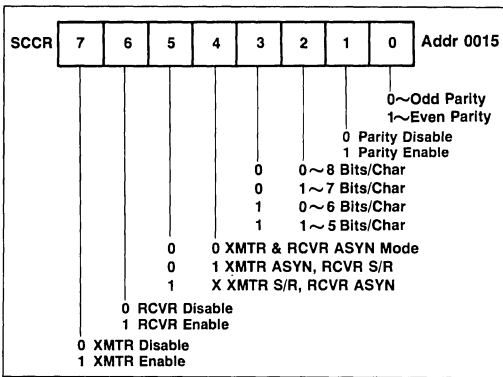 SCCR 7 6 5 4 3 2 1 0 Addr 0015
0~Odd Parity
1~Even Parity
0 Parity Disable
1 Parity Enable
0 0~8 Bits/Char
0 1~7 Bits/Char
1 0~6 Bits/Char
1 1~5 Bits/Char
0 0 XMTR & RCVR ASYN Mode
0 1 XMTR ASYN, RCVR S/R
1 X XMTR S/R, RCVR ASYN
0 RCVR Disable
1 RCVR Enable
0 XMTR Disable
1 XMTR Enable